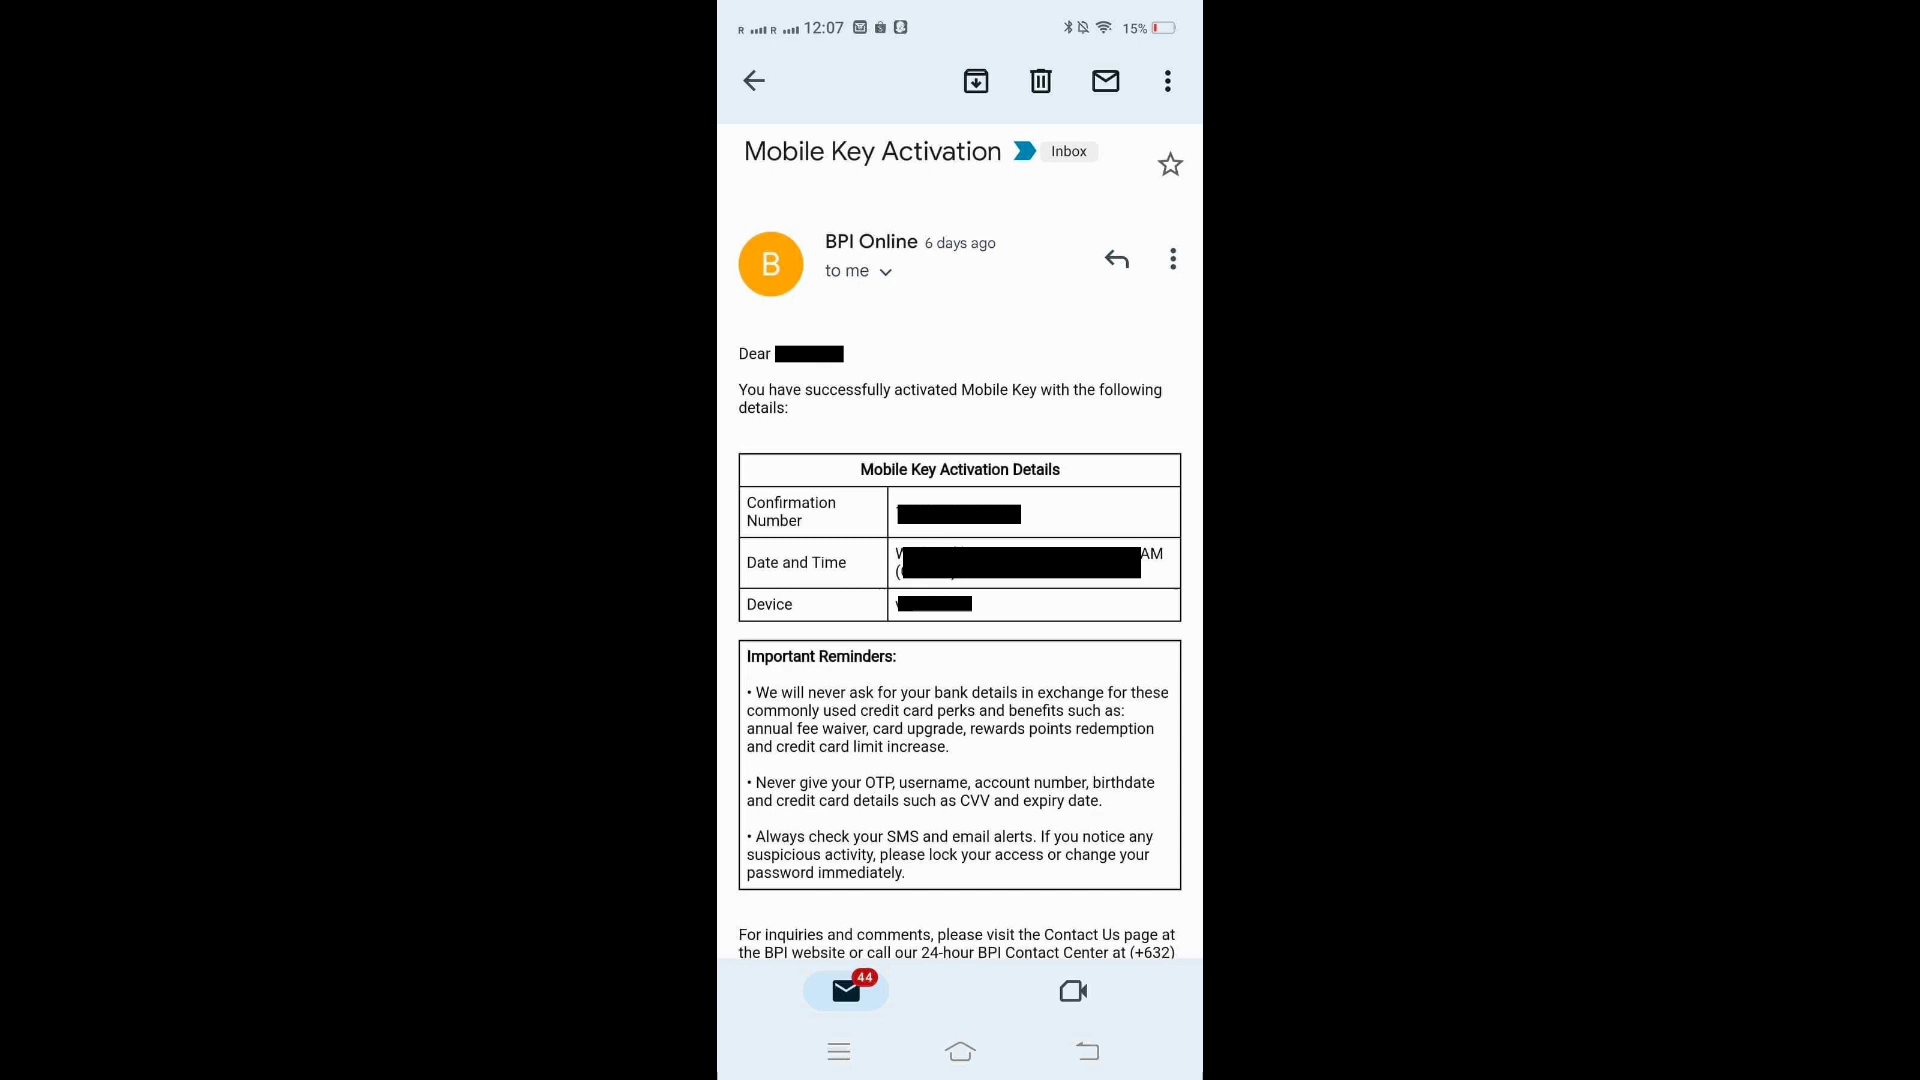 R R 12:07 15%
Mobile Key Activation Inbox
B
BPI Online 6 days ago
to me
Dear
You have successfully activated Mobile Key with the following
details:
Mobile Key Activation Details
Confirmation
Number
Date and Time AM
Device
Important Reminders:
• We will never ask for your bank details in exchange for these
commonly used credit card perks and benefits such as:
annual fee waiver, card upgrade, rewards points redemption
and credit card limit increase.
• Never give your OTP, username, account number, birthdate
and credit card details such as CVV and expiry date.
• Always check your SMS and email alerts. If you notice any
suspicious activity, please lock your access or change your
password immediately.
For inquiries and comments, please visit the Contact Us page at
the BPI website or call our 24-hour BPI Contact Center at (+632)
44